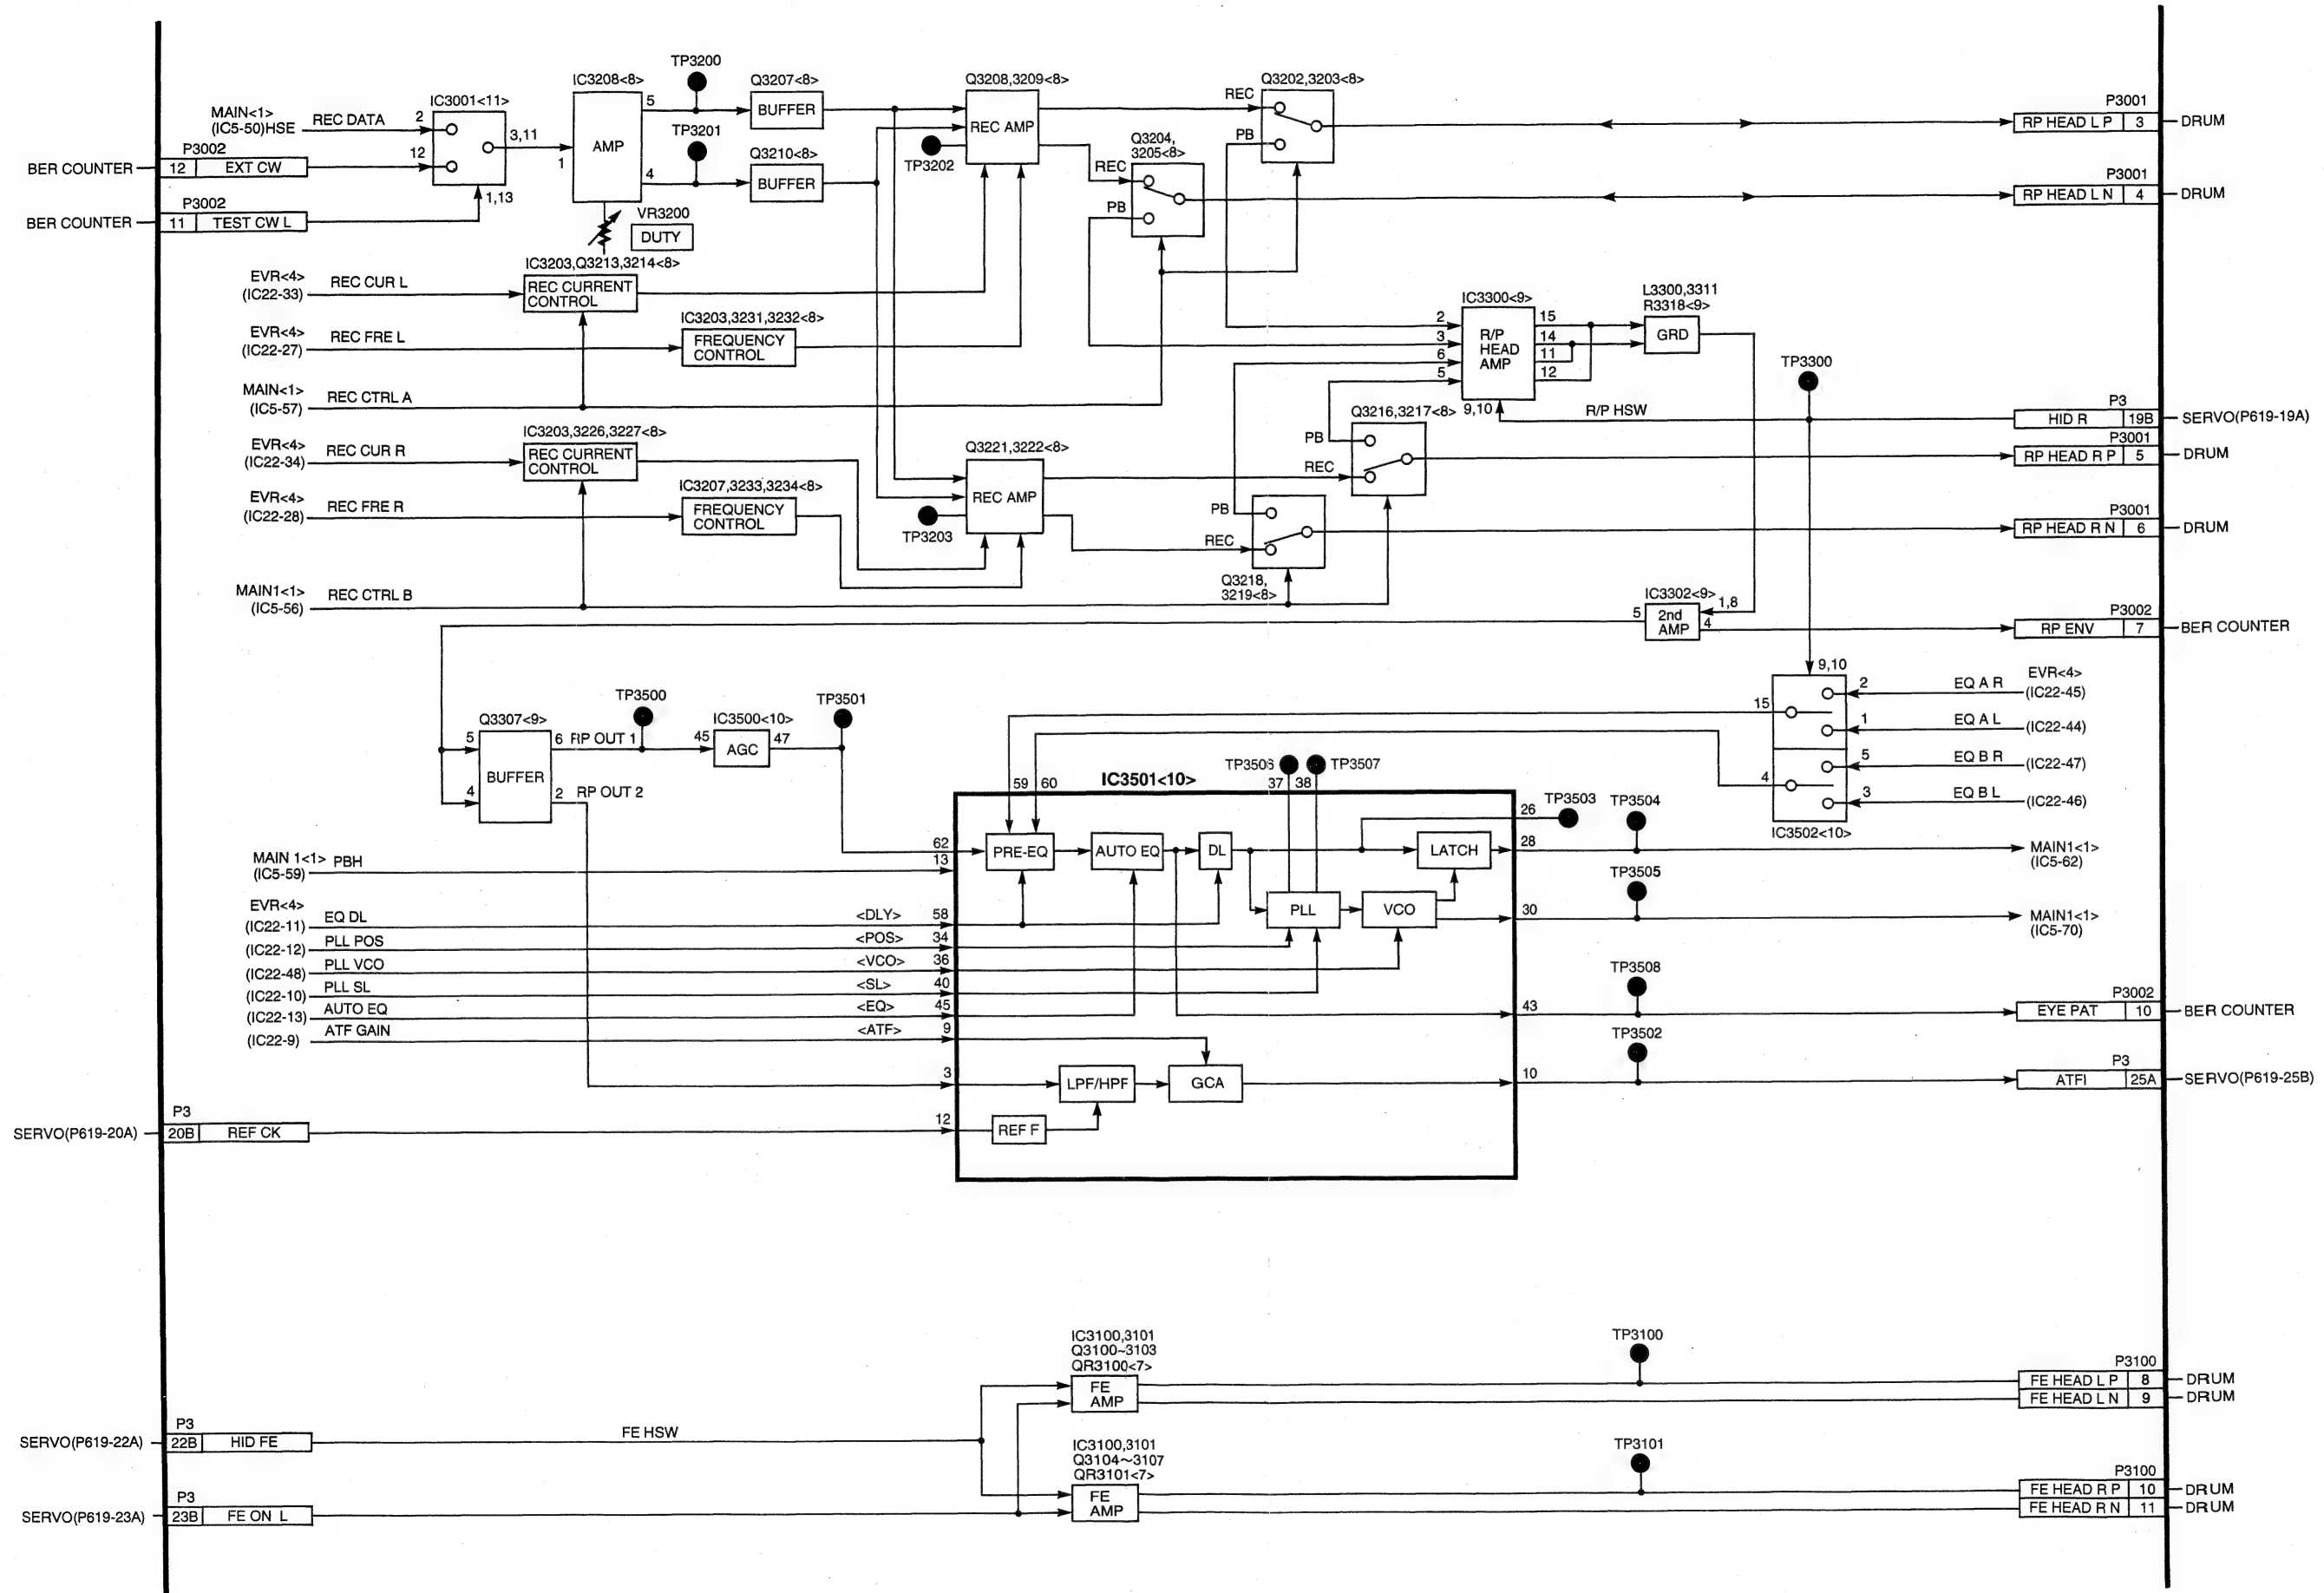 TP3200
IC3208<8>
Q3207<8>
Q3208,3209<8>
Q3202,3203<8>
IC3001<11>
MAIN<1>
(IC5-50)HSE
REC DATA
2
3,11
5
BUFFER
REC
P3001
RP HEAD L P
3
DRUM
AMP
TP3201
REC AMP
Q3204,
3205<8>
PB
P3002
12
Q3210<8>
TP3202
BER COUNTER
12
EXT CW
1
4
BUFFER
REC
P3001
RP HEAD L N
4
DRUM
1,13
P3002
BER COUNTER
11
TEST CW L
VR3200
DUTY
PB
IC3203,Q3213,3214<8>
EVR<4>
(IC22-33)
REC CUR L
REC CURRENT
CONTROL
L3300,3311
R3318<9>
IC3300<9>
IC3203,3231,3232<8>
EVR<4>
(IC22-27)
REC FRE L
FREQUENCY
CONTROL
2
3
6
5
R/P
HEAD
AMP
15
14
11
12
GRD
TP3300
MAIN<1>
(IC5-57)
REC CTRL A
9,10
R/P HSW
P3
HID R
19B
SERVO(P619-19A)
Q3216,3217<8>
IC3203,3226,3227<8>
EVR<4>
(IC22-34)
REC CUR R
REC CURRENT
CONTROL
Q3221,3222<8>
PB
P3001
RP HEAD R P
5
DRUM
REC
IC3207,3233,3234<8>
EVR<4>
(IC22-28)
REC FRE R
FREQUENCY
CONTROL
REC AMP
TP3203
PB
P3001
RP HEAD R N
6
DRUM
REC
Q3218,
3219<8>
MAIN1<1>
(IC5-56)
REC CTRL B
IC3302<9>
5
2nd
AMP
1,8
4
P3002
RP ENV
7
BER COUNTER
9,10
EVR<4>
2
EQ A R
(IC22-45)
TP3500
TP3501
Q3307<9>
IC3500<10>
15
1
EQ A L
(IC22-44)
5
6
RP OUT 1
45
AGC
47
BUFFER
TP3506
TP3507
5
EQ B R
(IC22-47)
IC3501<10>
59
60
37
38
4
3
EQ B L
(IC22-46)
4
2
RP OUT 2
TP3503
TP3504
26
IC3502<10>
62
PRE-EQ
AUTO EQ
DL
LATCH
28
MAIN1<1>
(IC5-62)
MAIN 1<1>
(IC5-59)
PBH
13
TP3505
PLL
VCO
30
MAIN1<1>
(IC5-70)
EVR<4>
(IC22-11)
EQ DL
<DLY>
58
(IC22-12)
PLL POS
<POS>
34
(IC22-48)
PLL VCO
<VCO>
36
TP3508
(IC22-10)
PLL SL
<SL>
40
(IC22-13)
AUTO EQ
<EQ>
45
43
P3002
EYE PAT
10
BER COUNTER
(IC22-9)
ATF GAIN
<ATF>
9
TP3502
3
LPF/HPF
GCA
10
P3
ATFI
25A
SERVO(P619-25B)
P3
SERVO(P619-20A)
20B
REF CK
12
REF F
IC3100,3101
Q3100~3103
QR3100<7>
TP3100
FE
AMP
P3100
FE HEAD L P
8
DRUM
FE HEAD L N
9
DRUM
P3
SERVO(P619-22A)
22B
HID FE
FE HSW
IC3100,3101
Q3104~3107
QR3101<7>
TP3101
FE
AMP
P3100
FE HEAD R P
10
DRUM
FE HEAD R N
11
DRUM
P3
SERVO(P619-23A)
23B
FE ON L